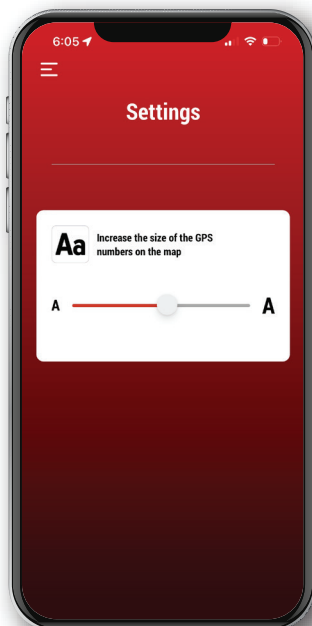 6:05
Settings
Aa
Increase the size of the GPS
numbers on the map
A A